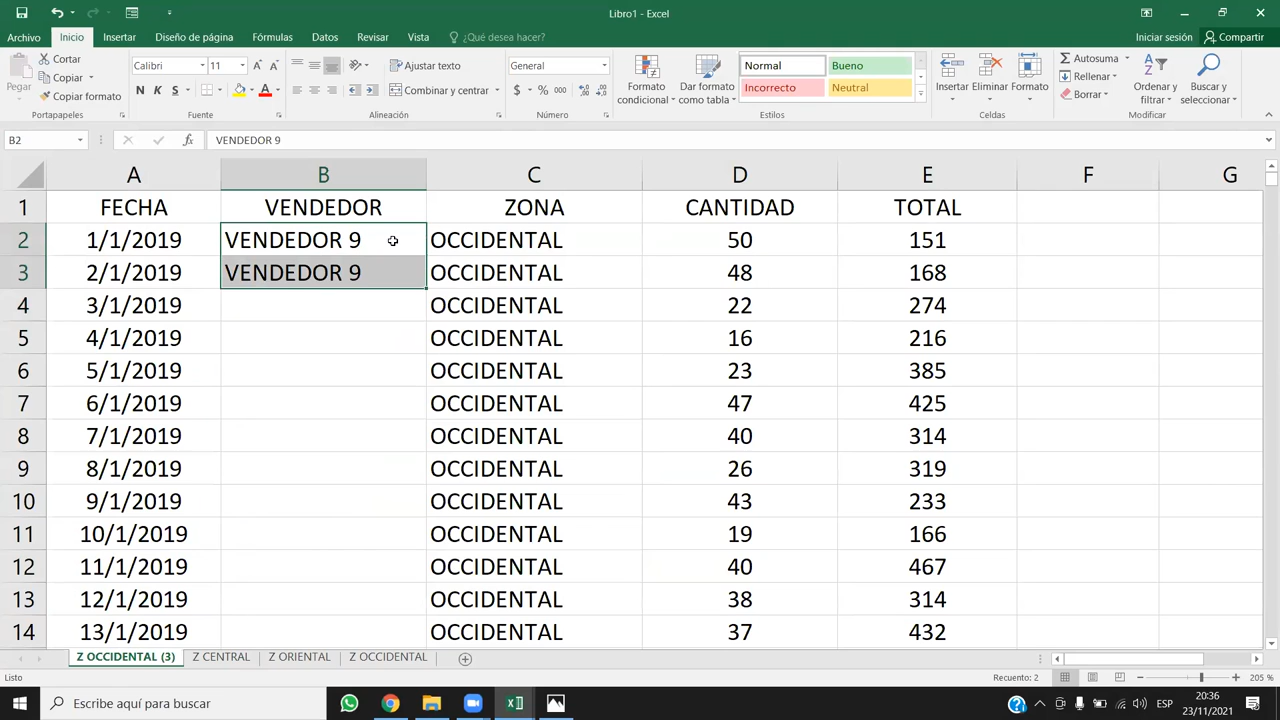 Libro1 - Excel
Archivo Inicio Insertar Diseño de página Fórmulas Datos Revisar Vista ¿Qué desea hacer? Iniciar sesión Compartir
Pegar Cortar Copiar Copiar formato
Calibri 11
N K S
Ajustar texto
Combinar y centrar
General
$ % 000
Formato condicional Dar formato como tabla
Normal Bueno
Incorrecto Neutral
Insertar Eliminar Formato
Autosuma
Rellenar
Borrar
Ordenar y filtrar Buscar y seleccionar
Portapapeles Fuente Alineación Número Estilos Celdas Modificar
B2 fx VENDEDOR 9
A B C D E F G
1 FECHA VENDEDOR ZONA CANTIDAD TOTAL
2 1/1/2019 VENDEDOR 9 OCCIDENTAL 50 151
3 2/1/2019 VENDEDOR 9 OCCIDENTAL 48 168
4 3/1/2019 OCCIDENTAL 22 274
5 4/1/2019 OCCIDENTAL 16 216
6 5/1/2019 OCCIDENTAL 23 385
7 6/1/2019 OCCIDENTAL 47 425
8 7/1/2019 OCCIDENTAL 40 314
9 8/1/2019 OCCIDENTAL 26 319
10 9/1/2019 OCCIDENTAL 43 233
11 10/1/2019 OCCIDENTAL 19 166
12 11/1/2019 OCCIDENTAL 40 467
13 12/1/2019 OCCIDENTAL 38 314
14 13/1/2019 OCCIDENTAL 37 432
Z OCCIDENTAL (3) Z CENTRAL Z ORIENTAL Z OCCIDENTAL
Listo Recuento: 2 205 %
Escribe aquí para buscar ESP 20:36
23/11/2021